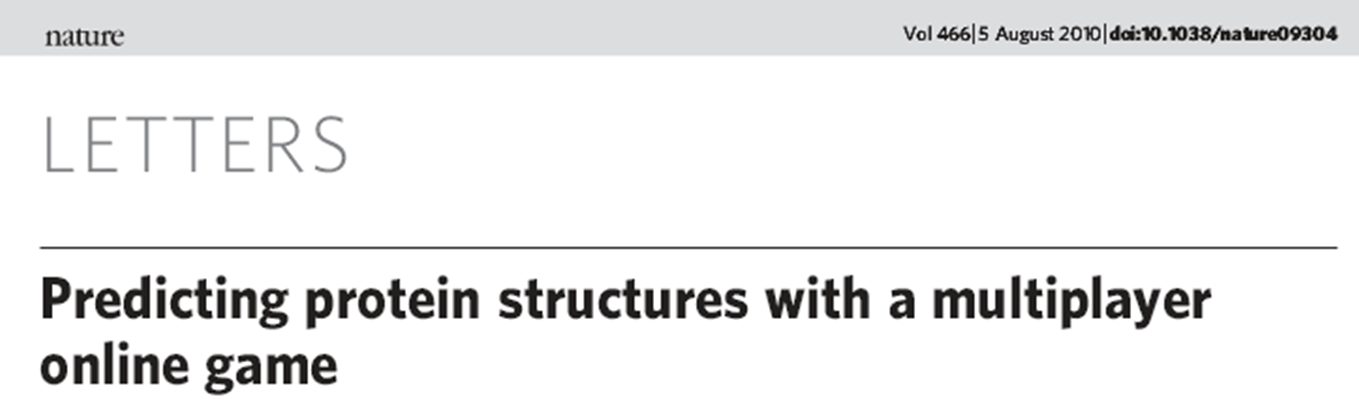 nature
Vol 466|5 August 2010|doi:10.1038/nature09304
LETTERS
Predicting protein structures with a multiplayer
online game